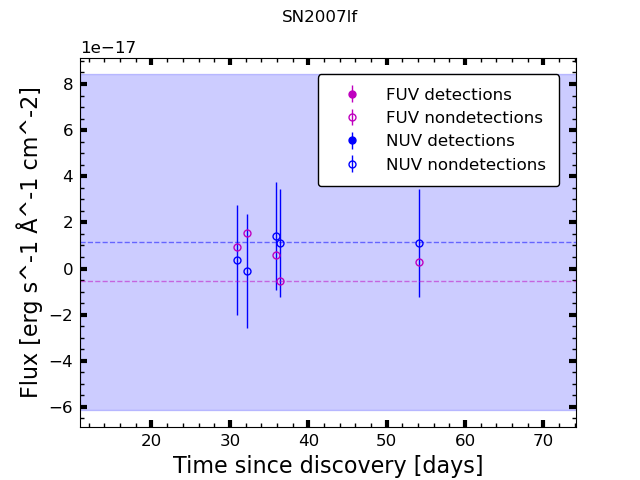 SN2007lf
1e−17
8
6
4
2
0
−2
−4
−6
Flux [erg s^-1 Å^-1 cm^-2]
FUV detections
FUV nondetections
NUV detections
NUV nondetections
20 30 40 50 60 70
Time since discovery [days]